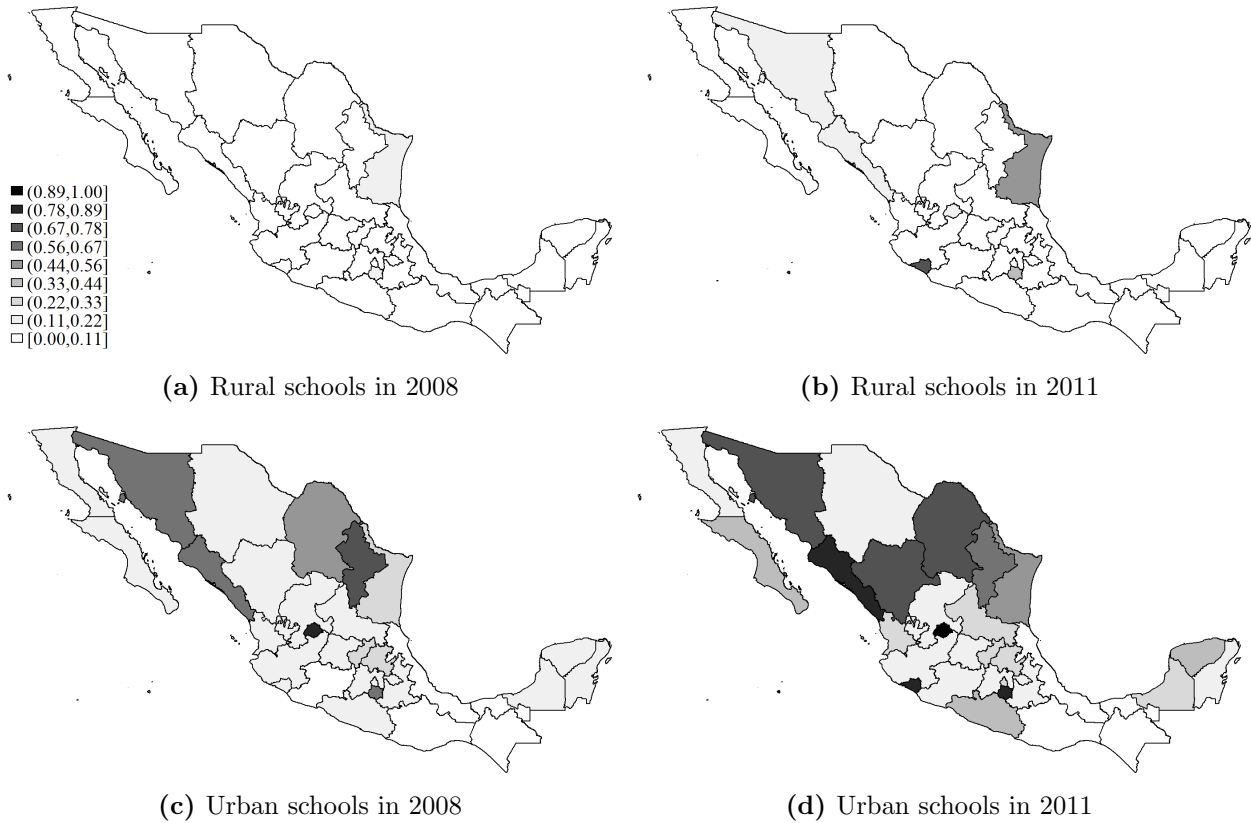 (0.89,1.00]
(0.78,0.89]
(0.67,0.78]
(0.56,0.67]
(0.44,0.56]
(0.33,0.44]
(0.22,0.33]
(0.11,0.22]
[0.00,0.11]
(a) Rural schools in 2008
(b) Rural schools in 2011
(c) Urban schools in 2008
(d) Urban schools in 2011